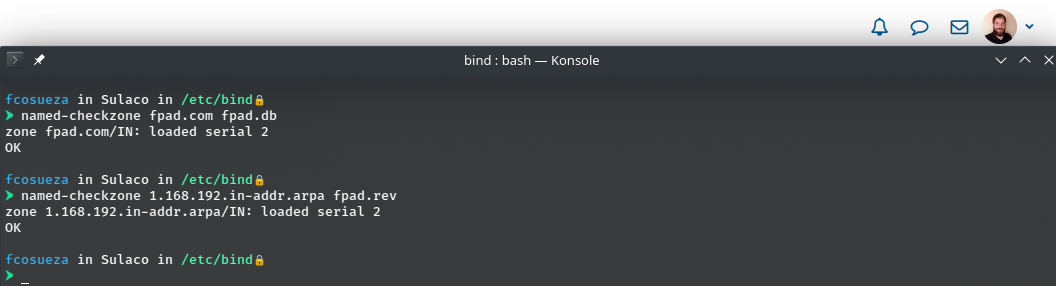 bind : bash — Konsole
fcosueza in Sulaco in /etc/bind🔒
➤ named-checkzone fpad.com fpad.db
zone fpad.com/IN: loaded serial 2
OK
fcosueza in Sulaco in /etc/bind🔒
➤ named-checkzone 1.168.192.in-addr.arpa fpad.rev
zone 1.168.192.in-addr.arpa/IN: loaded serial 2
OK
fcosueza in Sulaco in /etc/bind🔒
➤ _